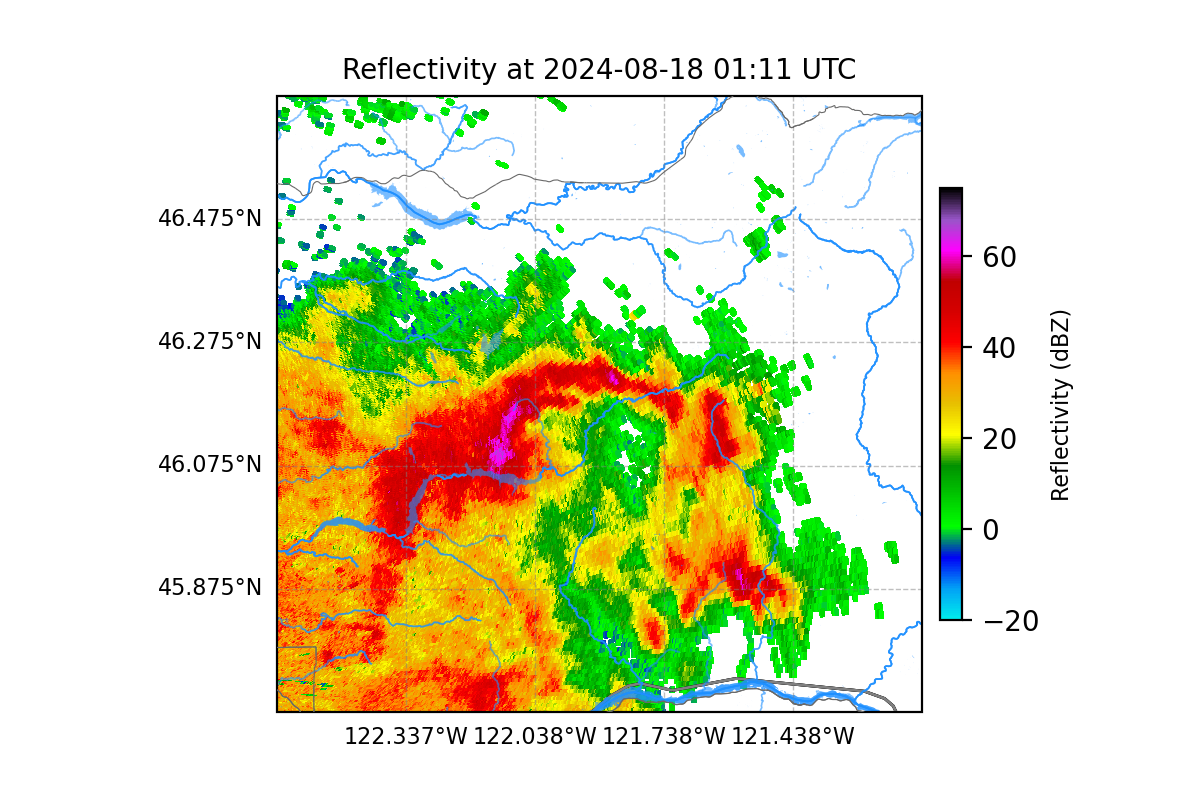 Reflectivity at 2024-08-18 01:11 UTC
46.475°N
46.275°N
46.075°N
45.875°N
122.337°W 122.038°W 121.738°W 121.438°W
60
40
20
0
−20
Reflectivity (dBZ)